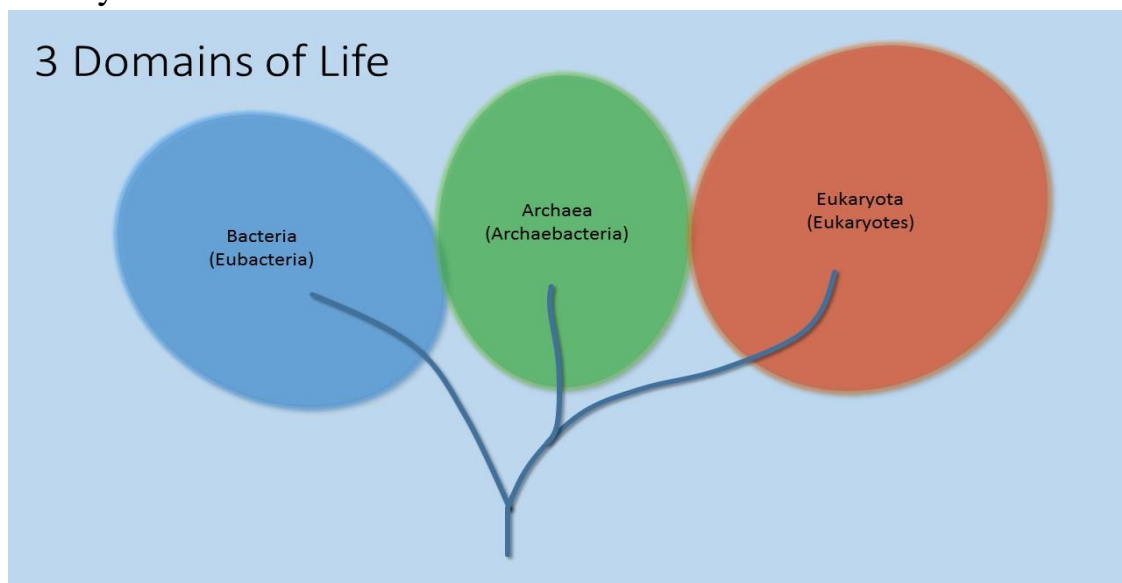 3 Domains of Life
Bacteria
(Eubacteria)
Archaea
(Archaebacteria)
Eukaryota
(Eukaryotes)